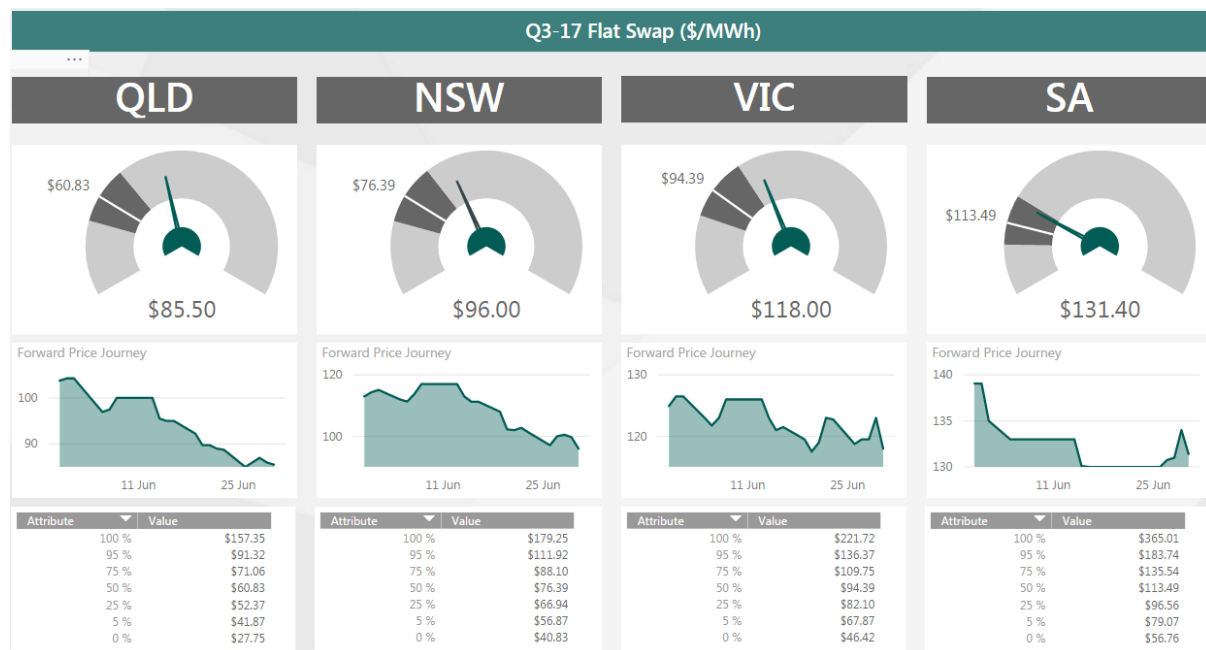 Q3-17 Flat Swap ($/MWh)
...
QLD NSW VIC SA
$60.83 $76.39 $94.39 $113.49
$85.50 $96.00 $118.00 $131.40
Forward Price Journey Forward Price Journey Forward Price Journey Forward Price Journey
100 120 130 140
135
90 100 120 130
11 Jun 25 Jun 11 Jun 25 Jun 11 Jun 25 Jun 11 Jun 25 Jun
Attribute Value Attribute Value Attribute Value Attribute Value
100 % $157.35 100 % $179.25 100 % $221.72 100 % $365.01
95 % $91.32 95 % $111.92 95 % $136.37 95 % $183.74
75 % $71.06 75 % $88.10 75 % $109.75 75 % $135.54
50 % $60.83 50 % $76.39 50 % $94.39 50 % $113.49
25 % $52.37 25 % $66.94 25 % $82.10 25 % $96.56
5 % $41.87 5 % $56.87 5 % $67.87 5 % $79.07
0 % $27.75 0 % $40.83 0 % $46.42 0 % $56.76